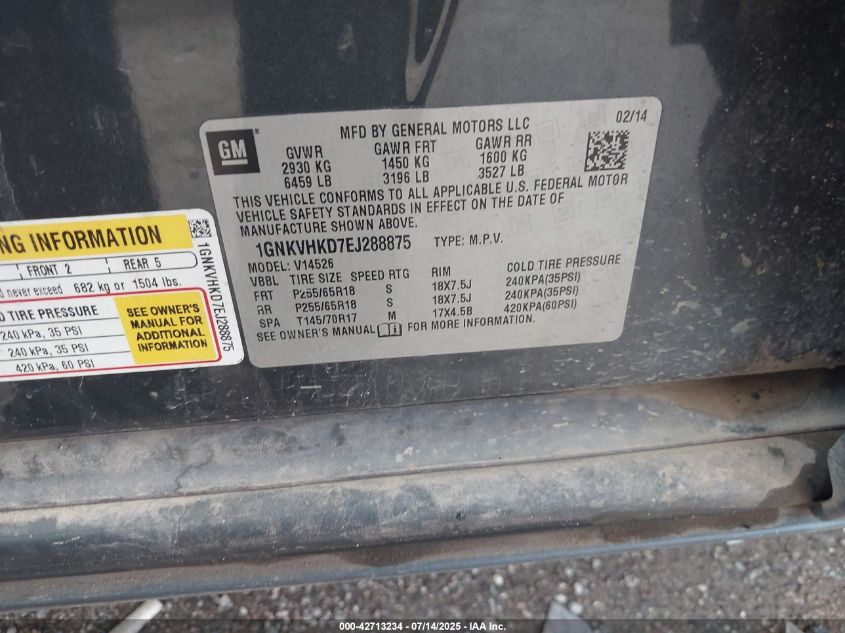 MFD BY GENERAL MOTORS LLC 02/14
GM
GVWR GAWR FRT GAWR RR
2930 KG 1450 KG 1600 KG
6459 LB 3196 LB 3527 LB
THIS VEHICLE CONFORMS TO ALL APPLICABLE U.S. FEDERAL MOTOR
VEHICLE SAFETY STANDARDS IN EFFECT ON THE DATE OF
MANUFACTURE SHOWN ABOVE.
1GNKVHKD7EJ288875 TYPE: M.P.V.
MODEL: V14526
VBBL TIRE SIZE SPEED RTG RIM COLD TIRE PRESSURE
FRT P255/65R18 S 18X7.5J 240KPA(35PSI)
RR P255/65R18 S 18X7.5J 240KPA(35PSI)
SPA T145/70R17 M 17X4.5B 420KPA(60PSI)
SEE OWNER'S MANUAL FOR MORE INFORMATION.
NG INFORMATION
FRONT 2 REAR 5
never exceed 682 kg or 1504 lbs.
TIRE PRESSURE
240 kPa, 35 PSI
240 kPa, 35 PSI
420 kPa, 60 PSI
SEE OWNER'S
MANUAL FOR
ADDITIONAL
INFORMATION
1GNKVHKD7EJ288875
000-42713234 - 07/14/2025 - IAA Inc.